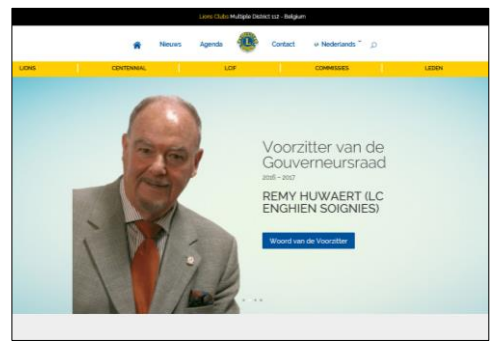 Lions Clubs Multiple District 112 - Belgium
Nieuws Agenda Contact Nederlands
LIONS CENTENNIAL LCIF COMMISSIES LEDEN
Voorzitter van de
Gouverneursraad
2016 – 2017
REMY HUWAERT (LC
ENGHIEN SOIGNIES)
Woord van de Voorzitter